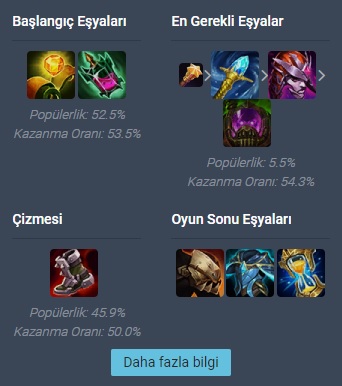 Başlangıç Eşyaları
Popülerlik: 52.5%
Kazanma Oranı: 53.5%
En Gerekli Eşyalar
Popülerlik: 5.5%
Kazanma Oranı: 54.3%
Çizmesi
Popülerlik: 45.9%
Kazanma Oranı: 50.0%
Oyun Sonu Eşyaları
Daha fazla bilgi